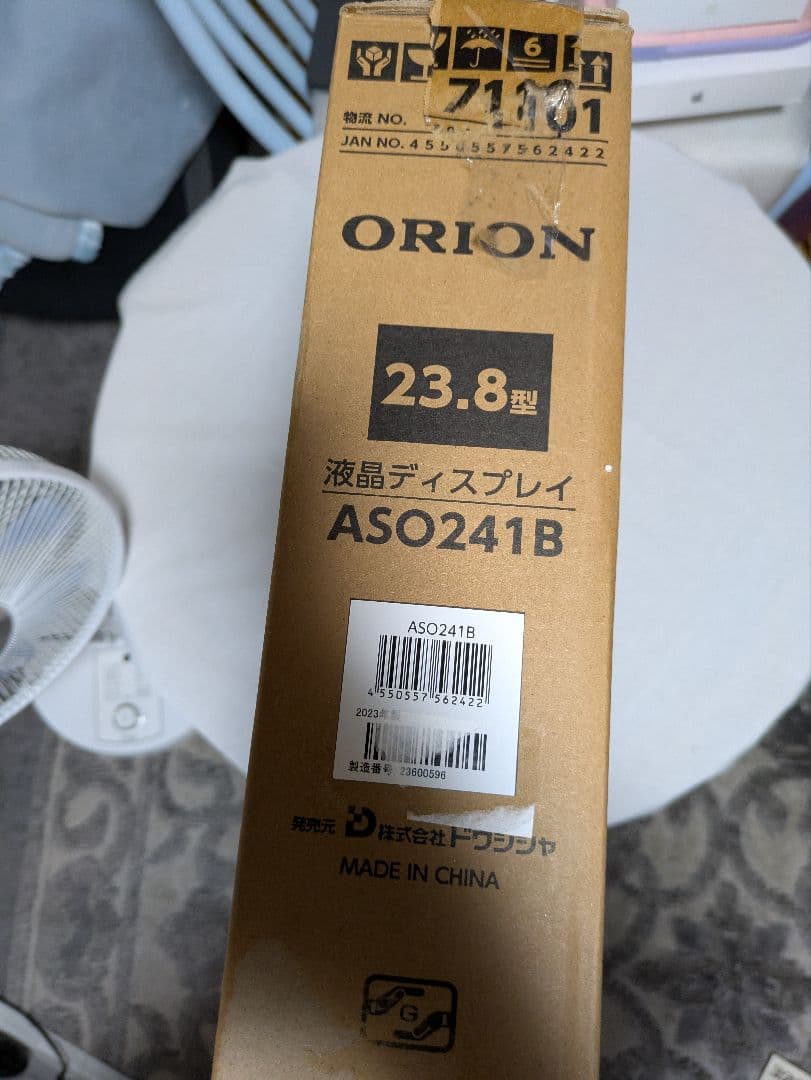 6
物流 NO.
71101
JAN NO. 4550557562422
ORION
23.8型
液晶ディスプレイ
ASO241B
ASO241B
4 550557 562422
2023年製
製造番号 23600596
発売元 D 株式会社ドウシシャ
MADE IN CHINA
G